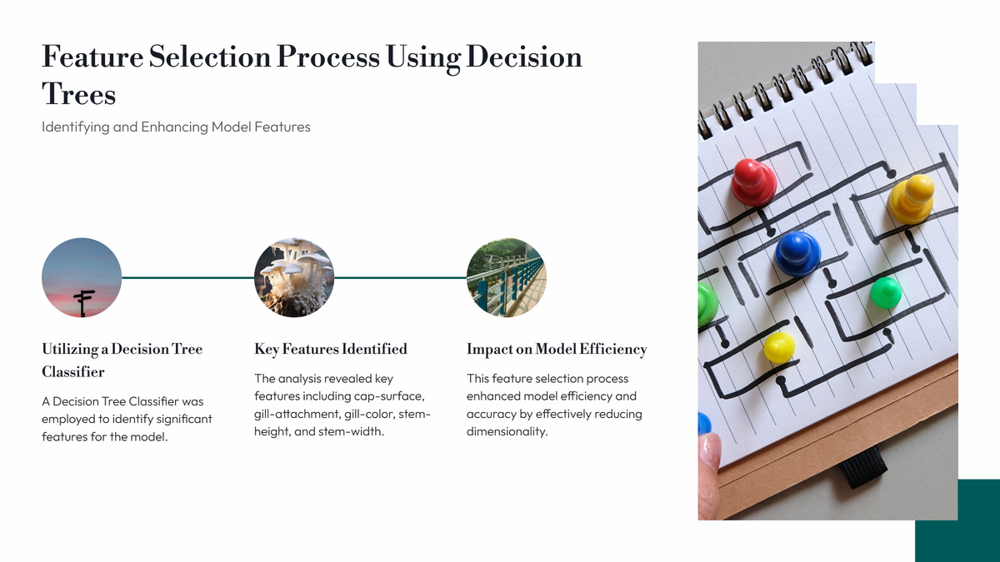 Feature Selection Process Using Decision
Trees
Identifying and Enhancing Model Features
Utilizing a Decision Tree
Classifier
A Decision Tree Classifier was
employed to identify significant
features for the model.
Key Features Identified
The analysis revealed key
features including cap-surface,
gill-attachment, gill-color, stem-
height, and stem-width.
Impact on Model Efficiency
This feature selection process
enhanced model efficiency and
accuracy by effectively reducing
dimensionality.